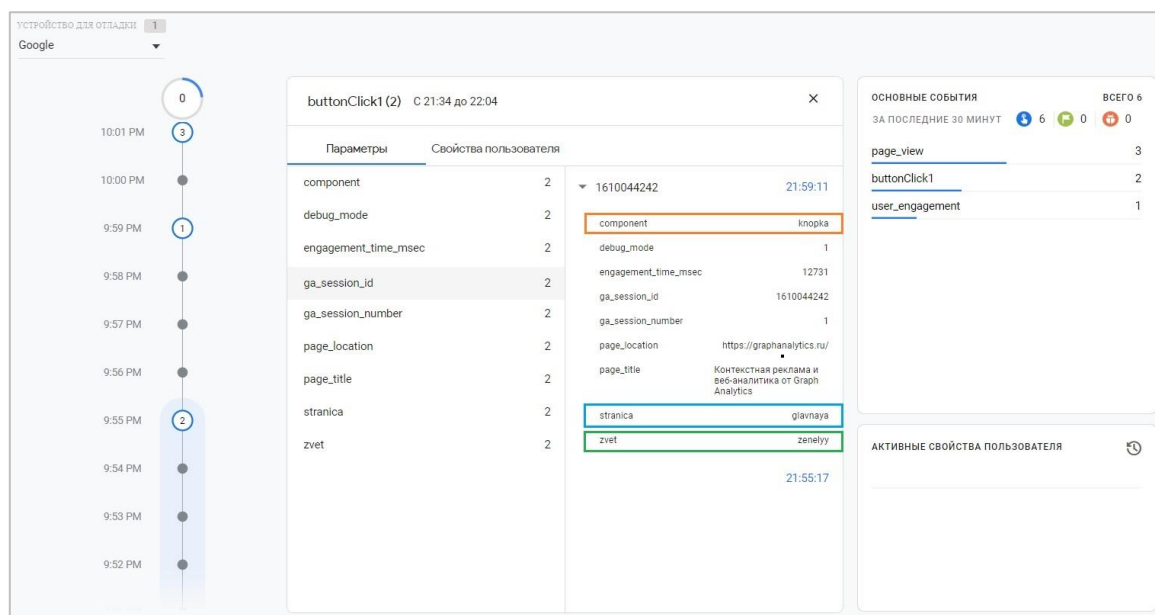 УСТРОЙСТВО ДЛЯ ОТЛАДКИ 1
Google
0
10:01 PM 3
10:00 PM
9:59 PM 1
9:58 PM
9:57 PM
9:56 PM
9:55 PM 2
9:54 PM
9:53 PM
9:52 PM
buttonClick1 (2) С 21:34 до 22:04
Параметры Свойства пользователя
component 2
debug_mode 2
engagement_time_msec 2
ga_session_id 2
ga_session_number 2
page_location 2
page_title 2
stranica 2
zvet 2
1610044242 21:59:11
component knopka
debug_mode 1
engagement_time_msec 12731
ga_session_id 1610044242
ga_session_number 1
page_location https://graphanalytics.ru/
page_title Контекстная реклама и
веб-аналитика от Graph
Analytics
stranica glavnaya
zvet zenelyy
21:55:17
ОСНОВНЫЕ СОБЫТИЯ ВСЕГО 6
ЗА ПОСЛЕДНИЕ 30 МИНУТ 6 0 0
page_view 3
buttonClick1 2
user_engagement 1
АКТИВНЫЕ СВОЙСТВА ПОЛЬЗОВАТЕЛЯ